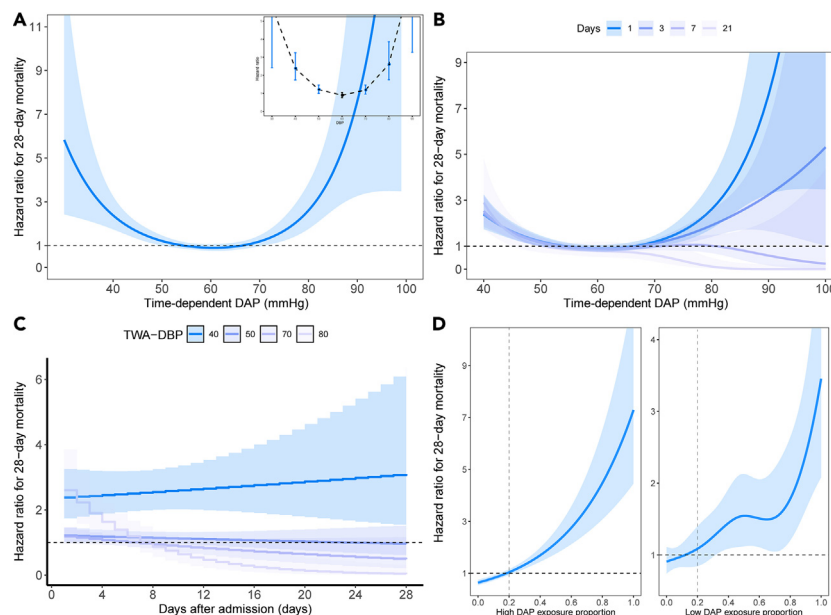 A
Hazard ratio for 28-day mortality
11
9
7
5
3
1
0
40 50 60 70 80 90 100
Time-dependent DAP (mmHg)
Hazard ratio
DBP
B
Days 1 3 7 21
Hazard ratio for 28-day mortality
9
7
5
3
1
0
40 50 60 70 80 90 100
Time-dependent DAP (mmHg)
C
TWA-DBP 40 50 70 80
Hazard ratio for 28-day mortality
6
4
2
1
0
0 4 8 12 16 20 24 28
Days after admission (days)
D
Hazard ratio for 28-day mortality
9
7
5
3
1
0.0 0.2 0.4 0.6 0.8 1.0
High DAP exposure proportion
4
3
2
1
0.0 0.2 0.4 0.6 0.8 1.0
Low DAP exposure proportion